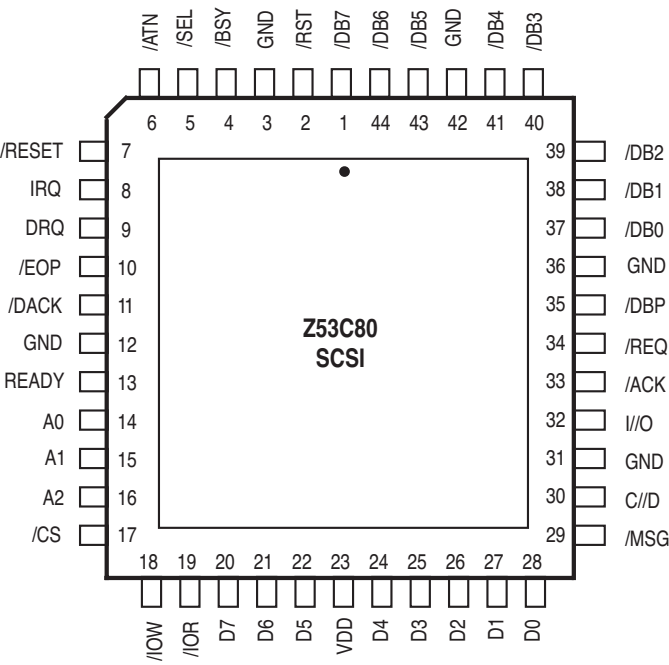 /ATN /SEL /BSY GND /RST /DB7 /DB6 /DB5 GND /DB4 /DB3
6 5 4 3 2 1 44 43 42 41 40
/RESET 7 39 /DB2
IRQ 8 38 /DB1
DRQ 9 37 /DB0
/EOP 10 36 GND
/DACK 11 35 /DBP
GND 12 34 /REQ
Z53C80
SCSI
READY 13 33 /ACK
A0 14 32 I//O
A1 15 31 GND
A2 16 30 C//D
/CS 17 29 /MSG
18 19 20 21 22 23 24 25 26 27 28
/IOW /IOR D7 D6 D5 VDD D4 D3 D2 D1 D0